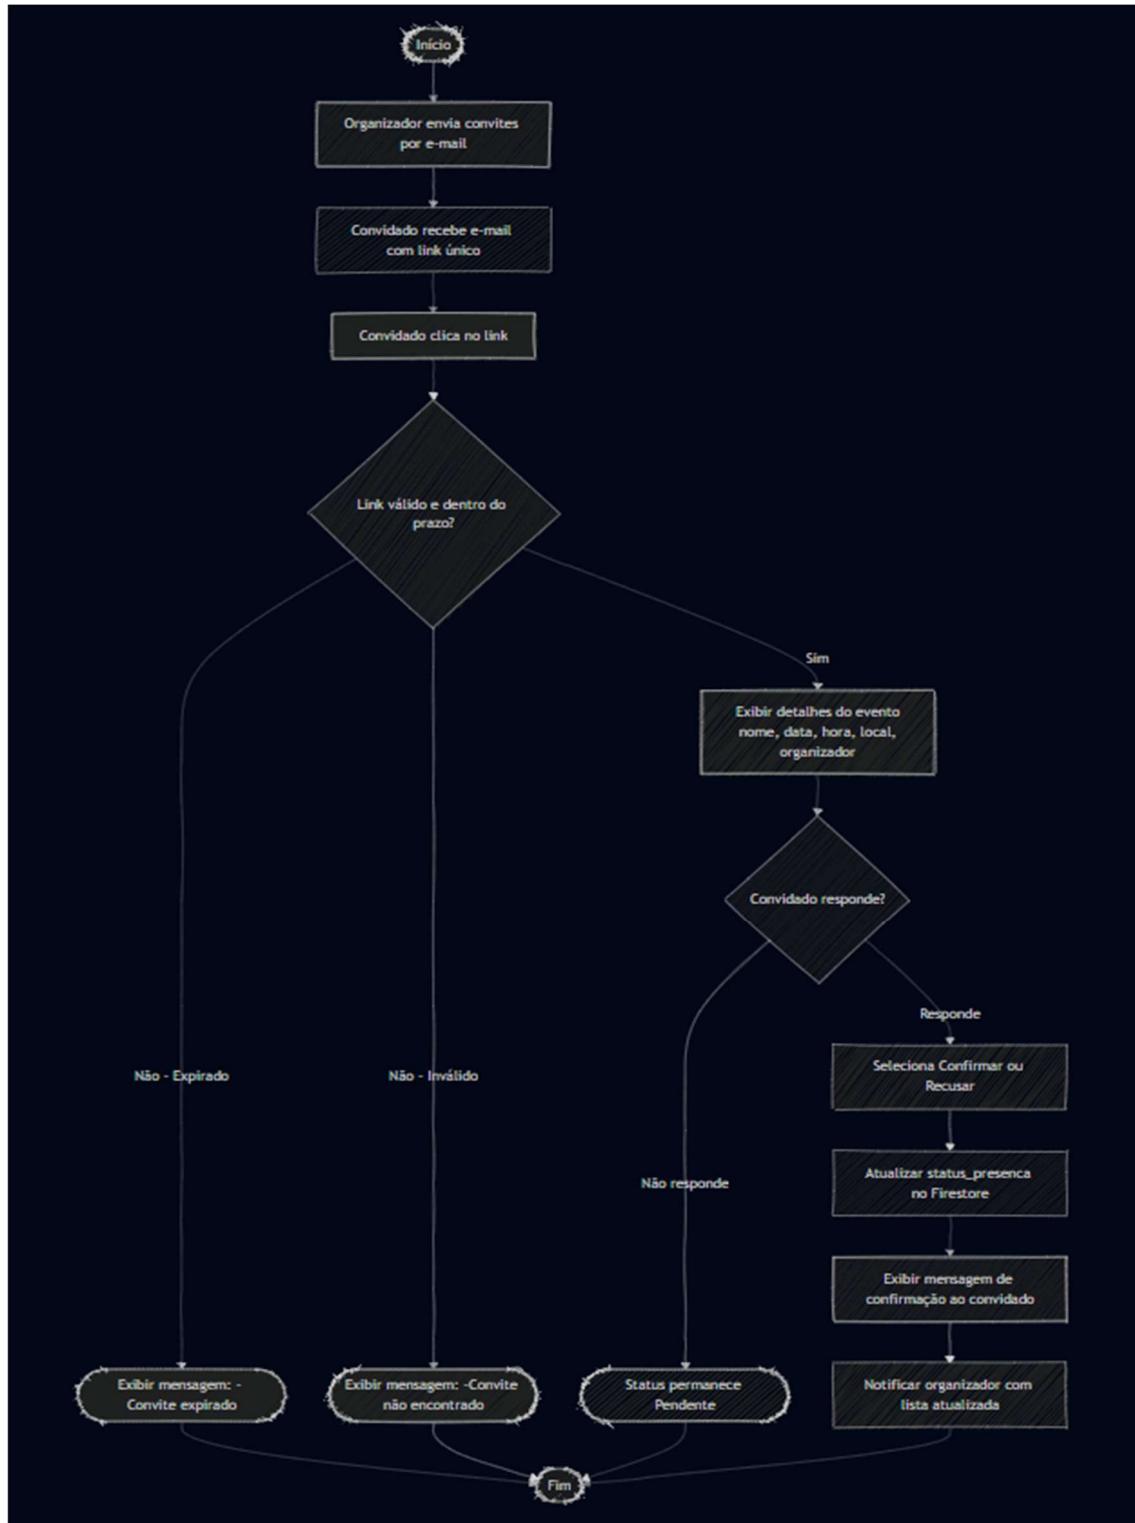 Início
Organizador envia convites
por e-mail
Convidado recebe e-mail
com link único
Convidado clica no link
Link válido e dentro do
prazo?
Sim
Exibir detalhes do evento
nome, data, hora, local,
organizador
Convidado responde?
Responde
Não - Expirado
Não - Inválido
Seleciona Confirmar ou
Recusar
Não responde
Atualizar status_presenca
no Firestore
Exibir mensagem de
confirmação ao convidado
Exibir mensagem: -
Convite expirado
Exibir mensagem: -Convite
não encontrado
Status permanece
Pendente
Notificar organizador com
lista atualizada
Fim